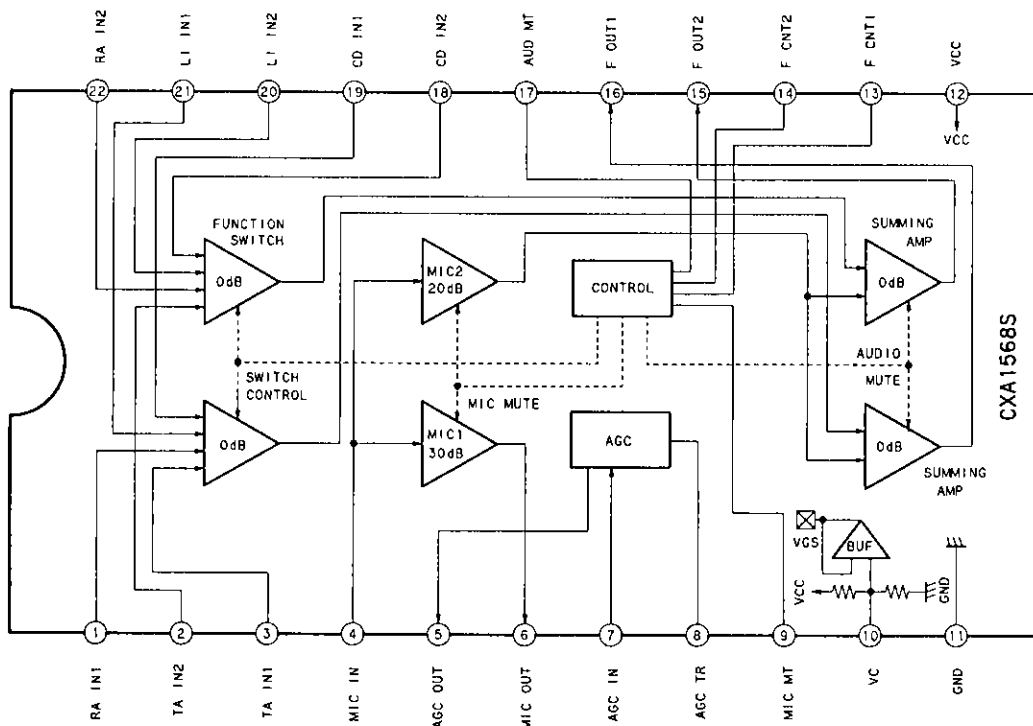 RA IN2
LI IN1
LI IN2
CD IN1
CD IN2
AUD MT
F OUT1
F OUT2
F CNT2
F CNT1
VCC
22
21
20
19
18
17
16
15
14
13
12
VCC
FUNCTION
SWITCH
0dB
MIC2
20dB
CONTROL
SUMMING
AMP
0dB
SWITCH
CONTROL
MIC MUTE
AUDIO
MUTE
0dB
MIC1
30dB
AGC
0dB
SUMMING
AMP
CXA1568S
VGS
BUF
VCC
GND
1
2
3
4
5
6
7
8
9
10
11
RA IN1
TA IN2
TA IN1
MIC IN
AGC OUT
MIC OUT
AGC IN
AGC TR
MIC MT
VC
GND